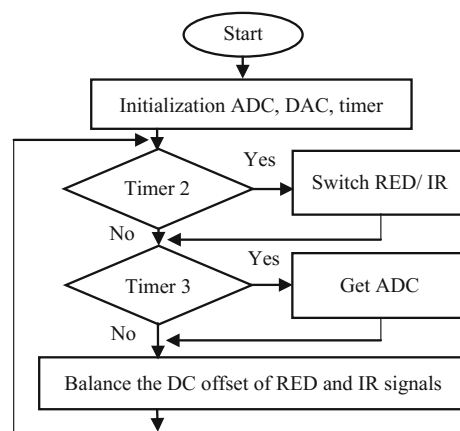 Start
Initialization ADC, DAC, timer
Yes
Timer 2
Switch RED/ IR
No
Yes
Timer 3
Get ADC
No
Balance the DC offset of RED and IR signals